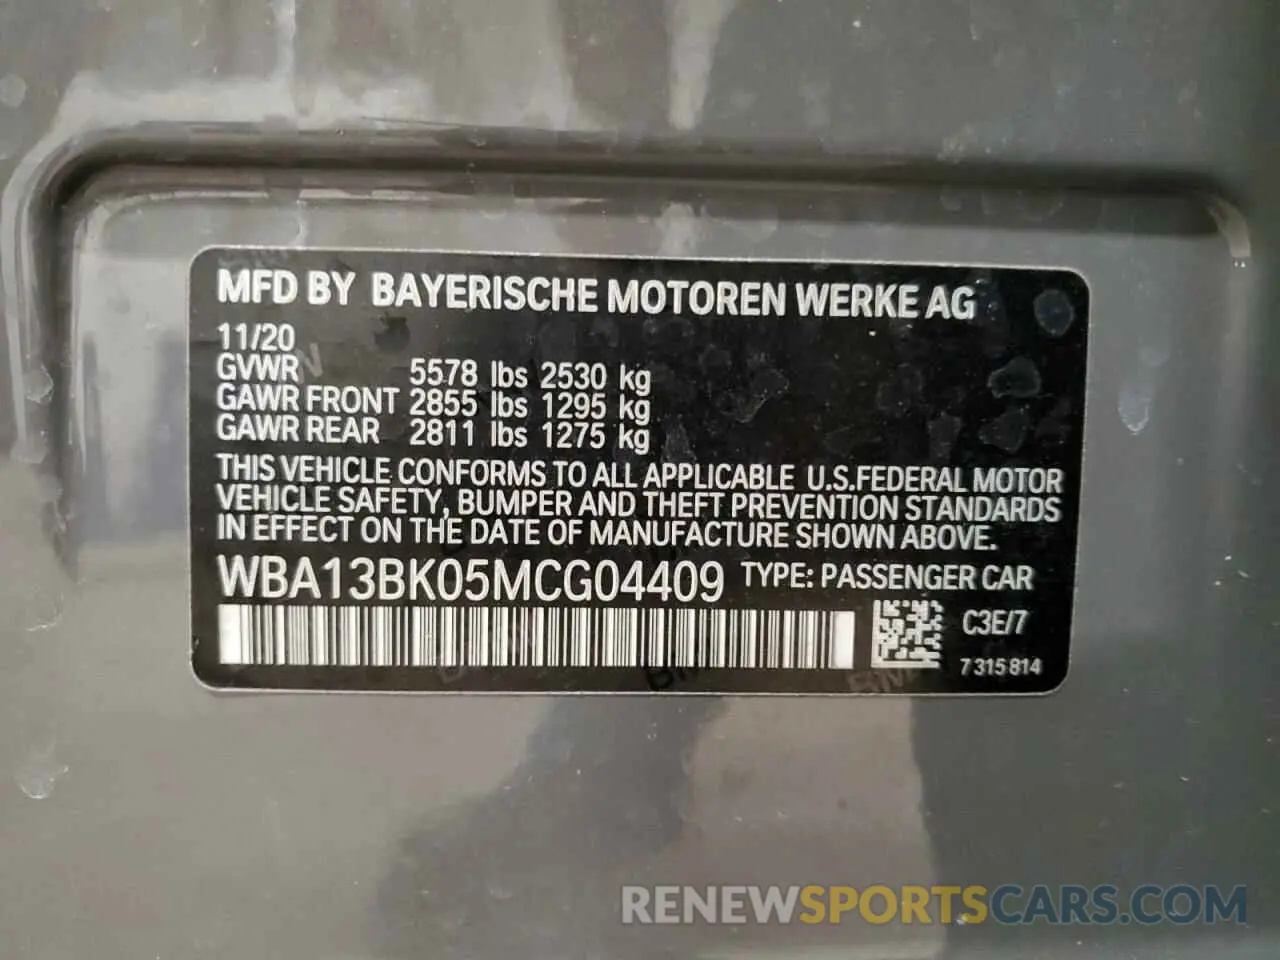 MFD BY BAYERISCHE MOTOREN WERKE AG
11/20
GVWR 5578 lbs 2530 kg
GAWR FRONT 2855 lbs 1295 kg
GAWR REAR 2811 lbs 1275 kg
THIS VEHICLE CONFORMS TO ALL APPLICABLE U.S.FEDERAL MOTOR
VEHICLE SAFETY, BUMPER AND THEFT PREVENTION STANDARDS
IN EFFECT ON THE DATE OF MANUFACTURE SHOWN ABOVE.
WBA13BK05MCG04409 TYPE: PASSENGER CAR
C3E/7
7 315 814
RENEWSPORTSCARS.COM